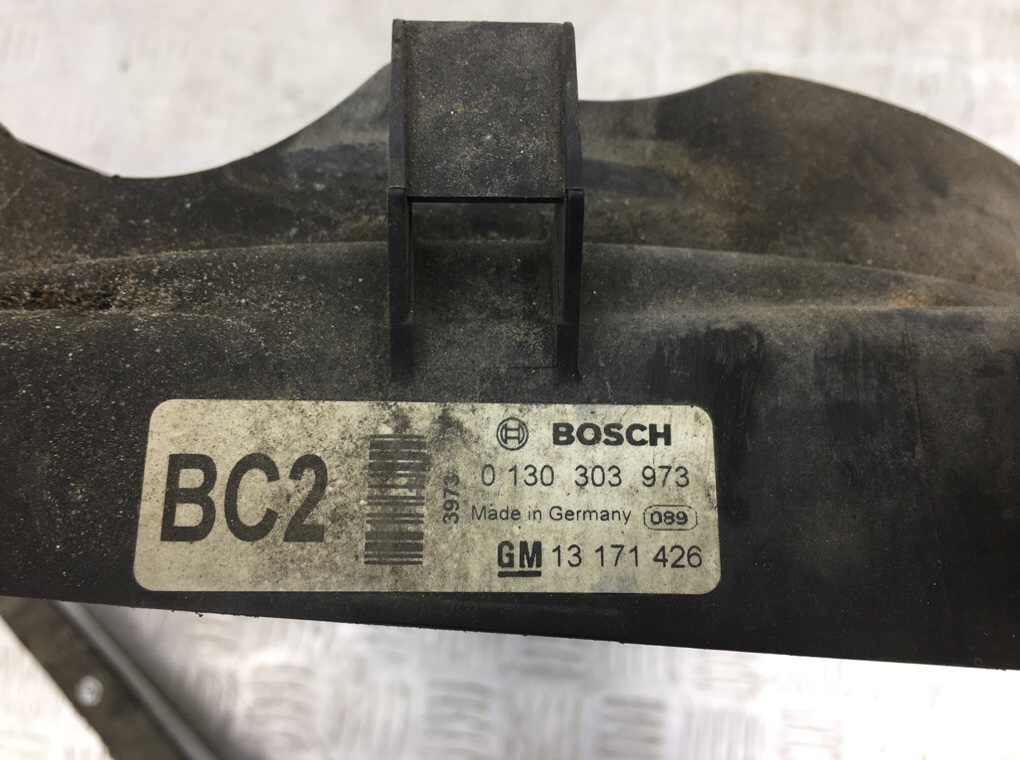 BC2
3973
BOSCH
0 130 303 973
Made in Germany 089
GM 13 171 426